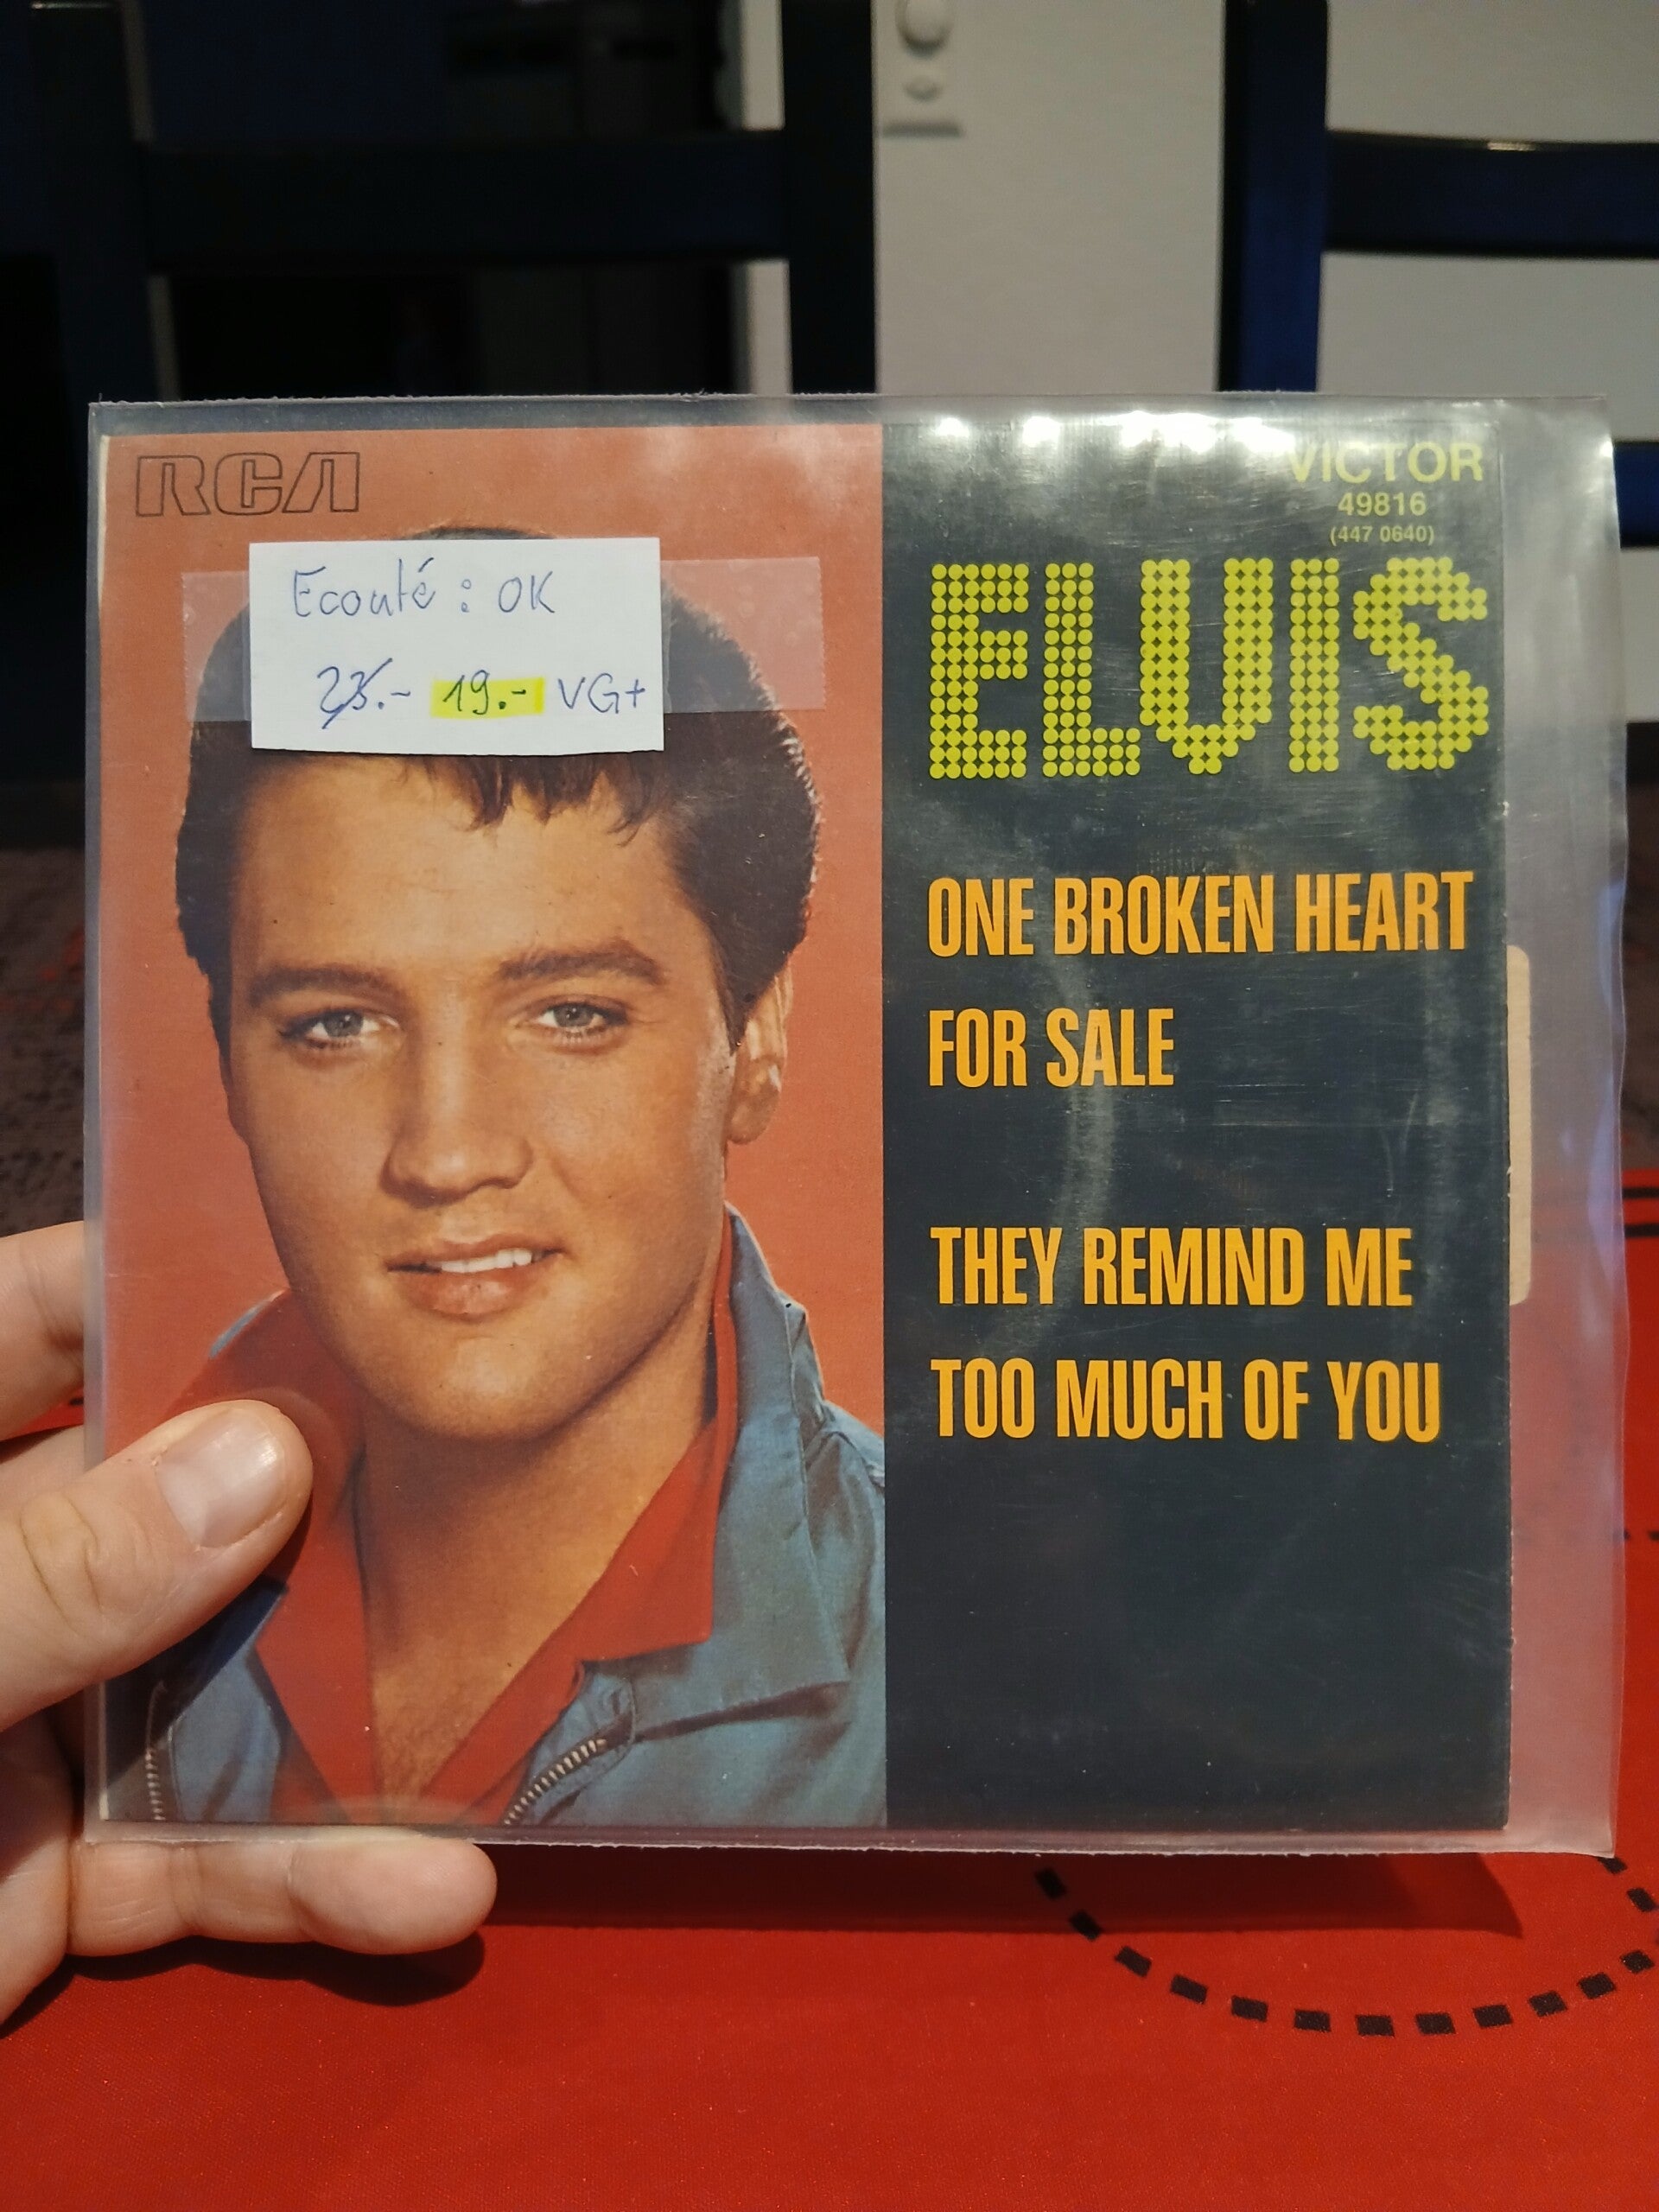 RCA
VICTOR
49816
(447 0640)
Ecouté : OK
23.- 19.- VG+
ELVIS
ONE BROKEN HEART
FOR SALE
THEY REMIND ME
TOO MUCH OF YOU